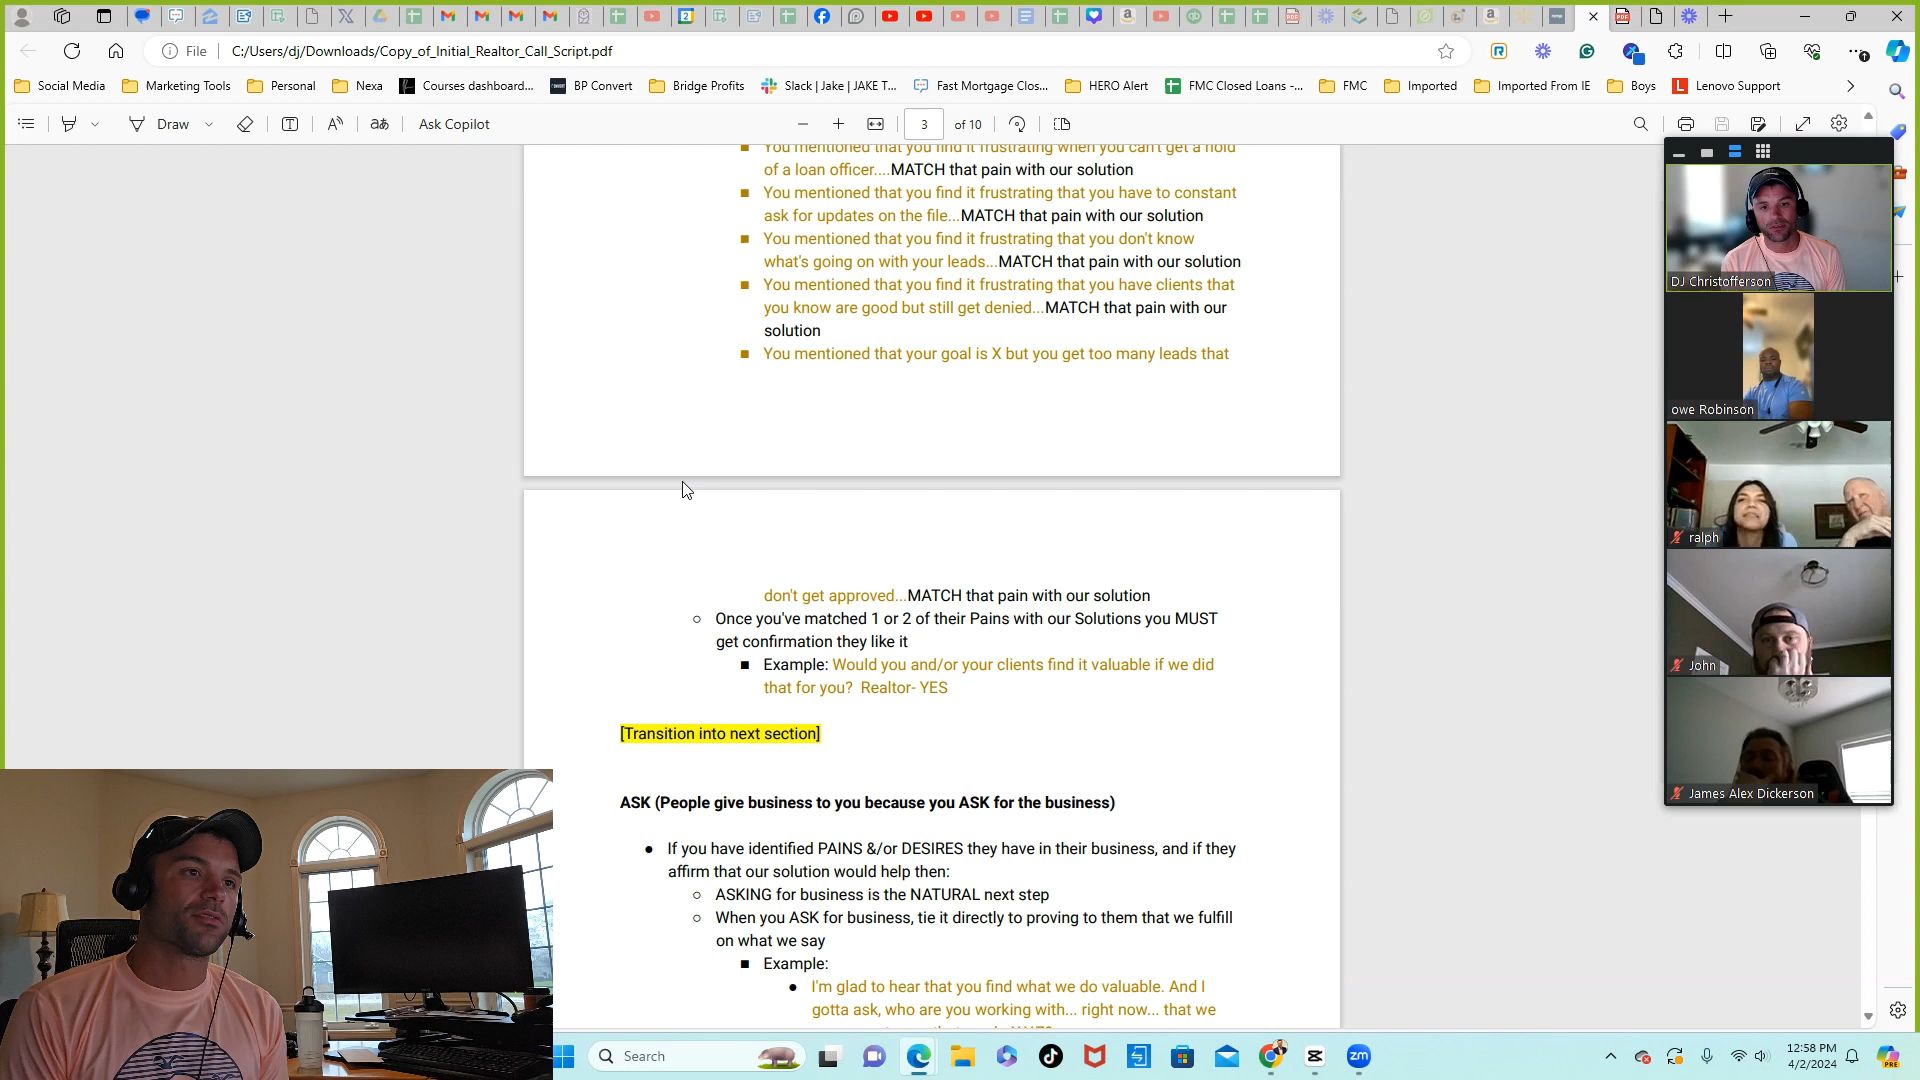 File
C:/Users/dj/Downloads/Copy_of_Initial_Realtor_Call_Script.pdf
Social Media
Marketing Tools
Personal
Nexa
Courses dashboard...
BP Convert
Bridge Profits
Slack | Jake | JAKE T...
Fast Mortgage Clos...
HERO Alert
FMC Closed Loans -...
FMC
Imported
Imported From IE
Boys
Lenovo Support
Draw
Ask Copilot
3
of 10
You mentioned that you find it frustrating when you can't get a hold
of a loan officer....MATCH that pain with our solution
You mentioned that you find it frustrating that you have to constant
ask for updates on the file...MATCH that pain with our solution
You mentioned that you find it frustrating that you don't know
what's going on with your leads...MATCH that pain with our solution
You mentioned that you find it frustrating that you have clients that
you know are good but still get denied...MATCH that pain with our
solution
You mentioned that your goal is X but you get too many leads that
don't get approved...MATCH that pain with our solution
Once you've matched 1 or 2 of their Pains with our Solutions you MUST
get confirmation they like it
Example: Would you and/or your clients find it valuable if we did
that for you? Realtor- YES
[Transition into next section]
ASK (People give business to you because you ASK for the business)
If you have identified PAINS &/or DESIRES they have in their business, and if they
affirm that our solution would help then:
ASKING for business is the NATURAL next step
When you ASK for business, tie it directly to proving to them that we fulfill
on what we say
Example:
I'm glad to hear that you find what we do valuable. And I
gotta ask, who are you working with... right now... that we
DJ Christofferson
owe Robinson
ralph
John
James Alex Dickerson
Search
12:58 PM
4/2/2024